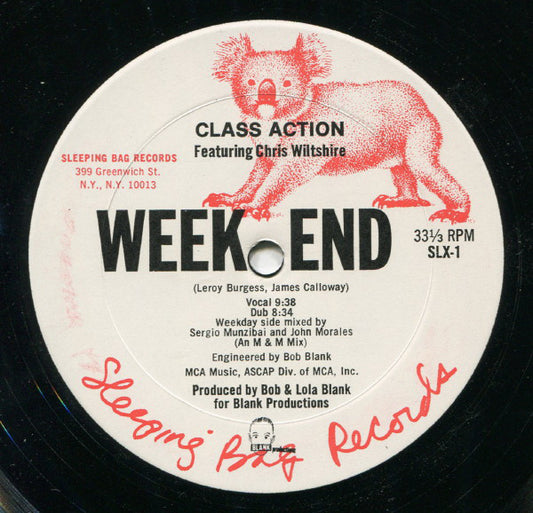 CLASS ACTION
Featuring Chris Wiltshire
SLEEPING BAG RECORDS
399 Greenwich St.
N.Y., N.Y. 10013
WEEK END
33⅓ RPM
SLX-1
(Leroy Burgess, James Calloway)
Vocal 9:38
Dub 8:34
Weekday side mixed by
Sergio Munzibai and John Morales
(An M & M Mix)
Engineered by Bob Blank
MCA Music, ASCAP Div. of MCA, Inc.
Produced by Bob & Lola Blank
for Blank Productions
BLANK
Sleeping Bag Records